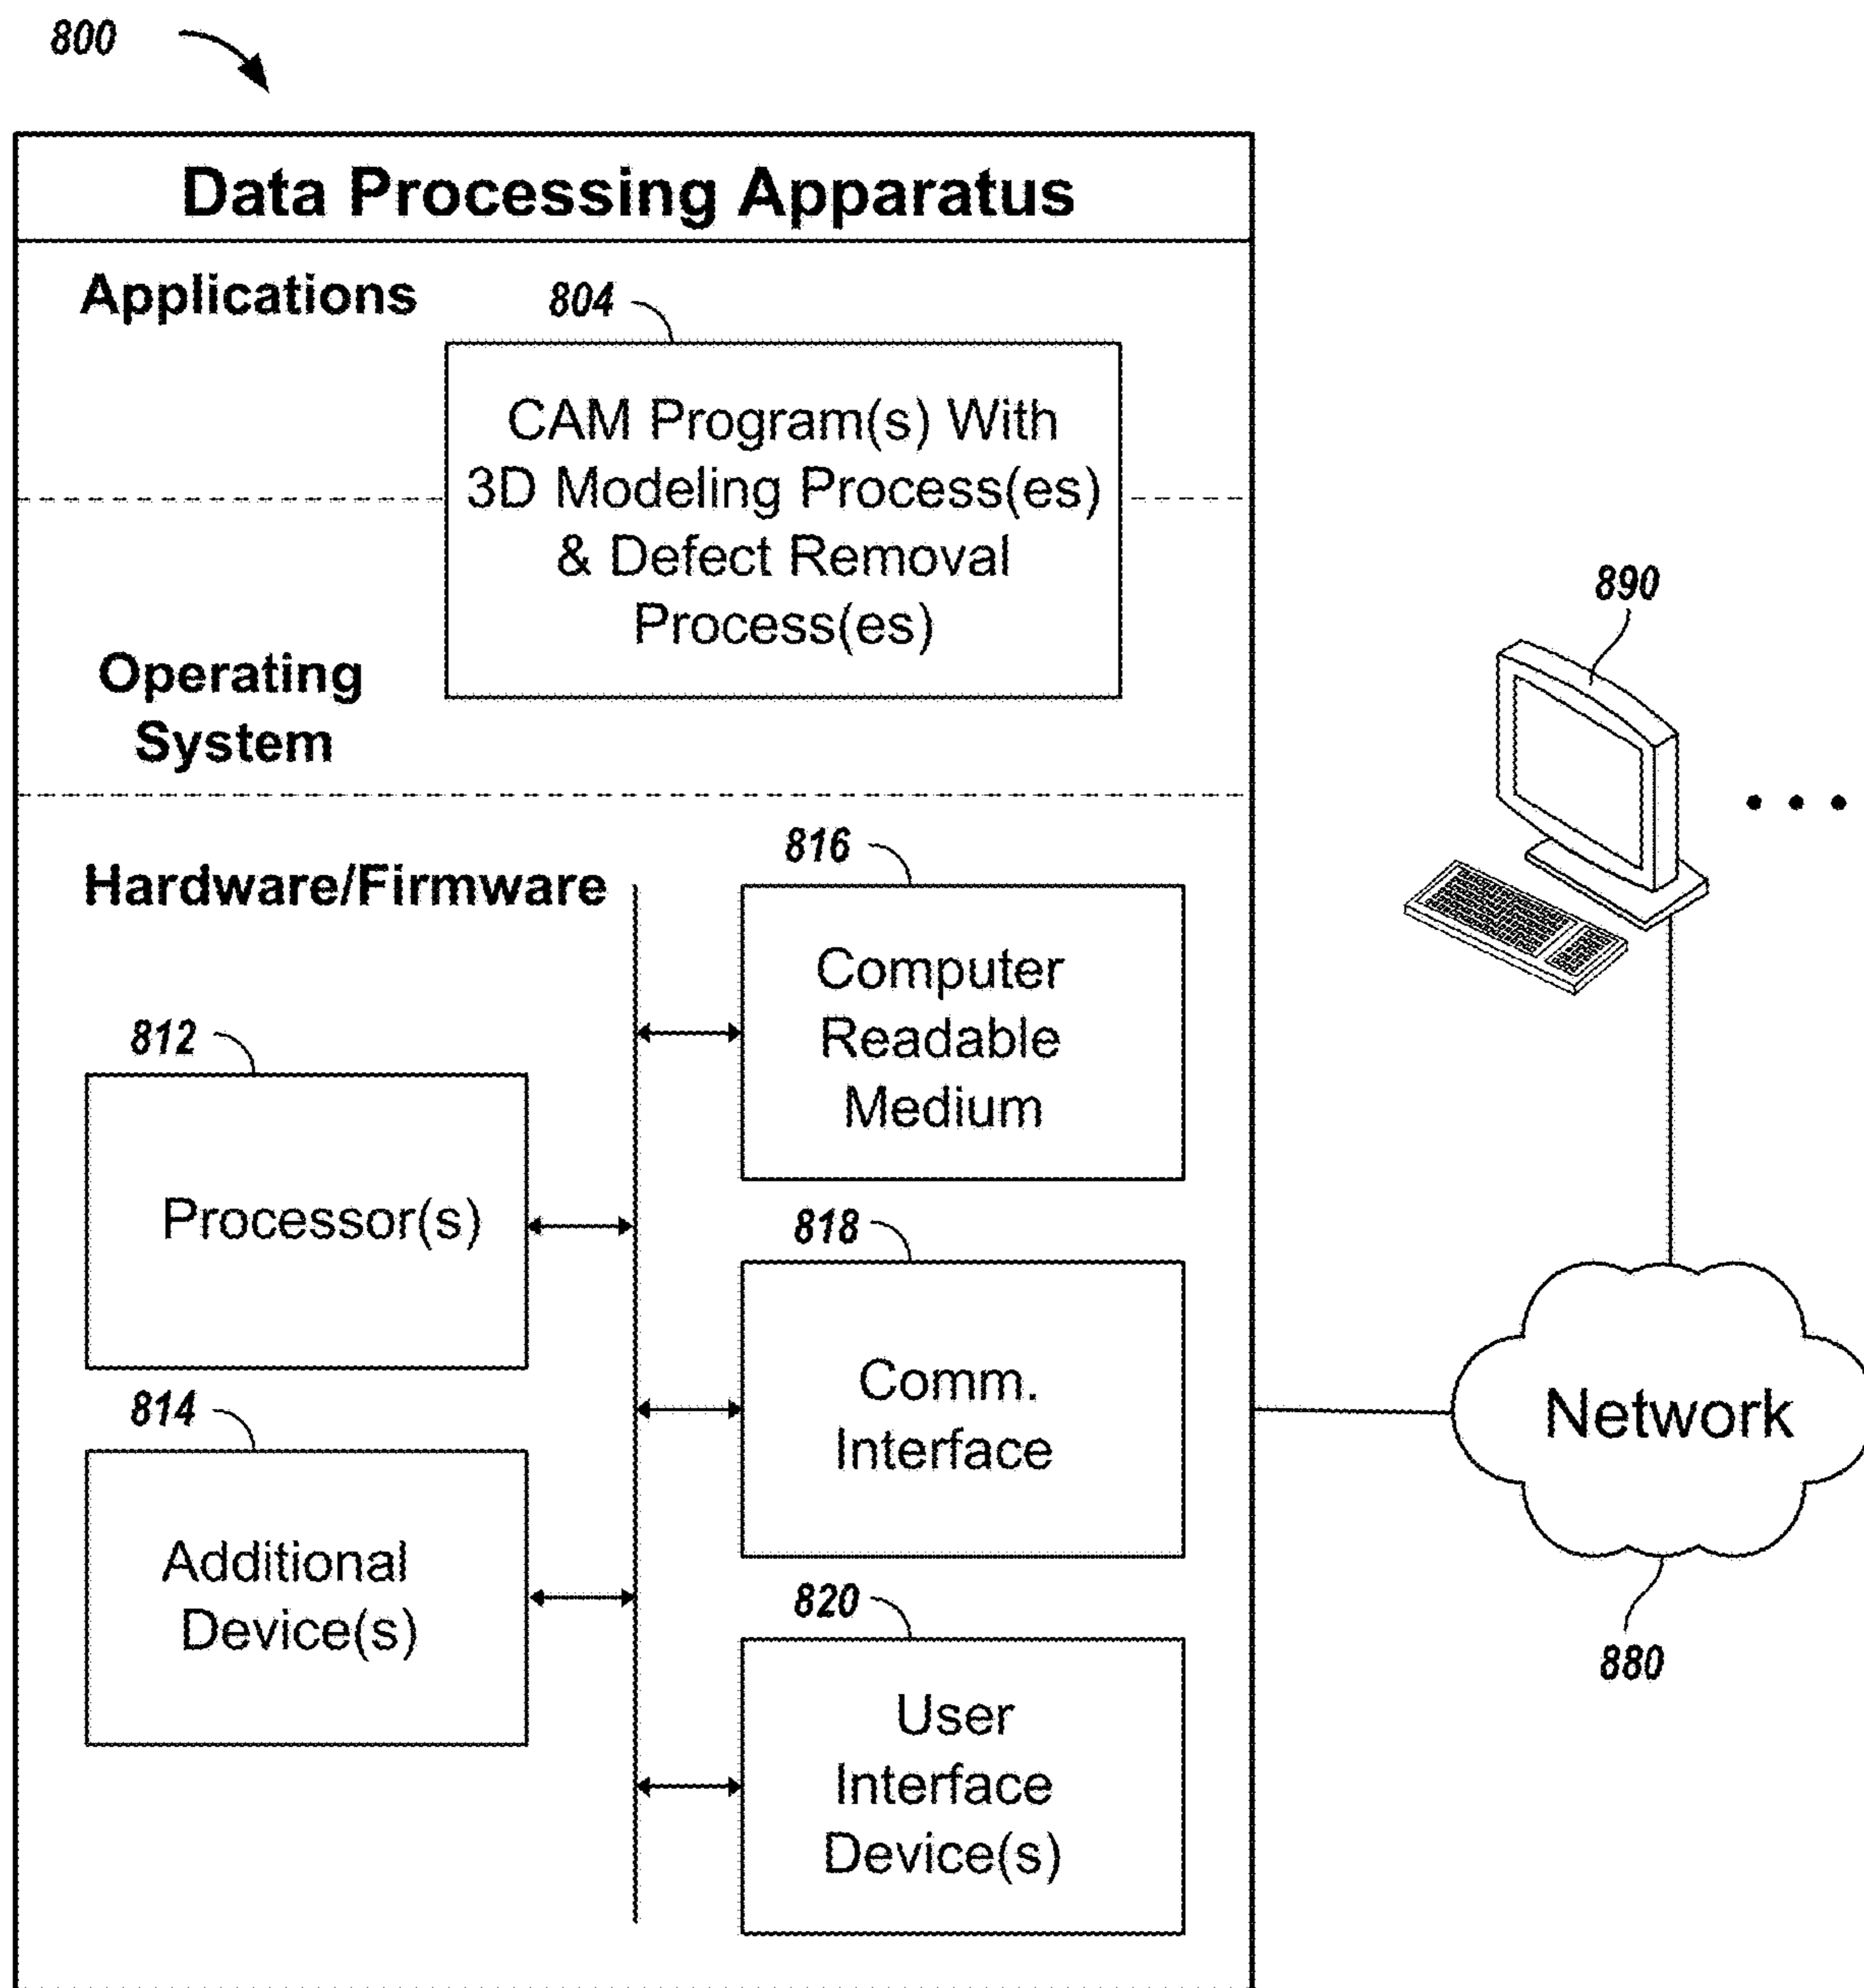 800
Data Processing Apparatus
Applications
804
CAM Program(s) With
3D Modeling Process(es)
& Defect Removal
Process(es)
Operating
System
890
Hardware/Firmware
816
Computer
Readable
Medium
812
Processor(s)
818
Comm.
Interface
Network
880
814
Additional
Device(s)
820
User
Interface
Device(s)